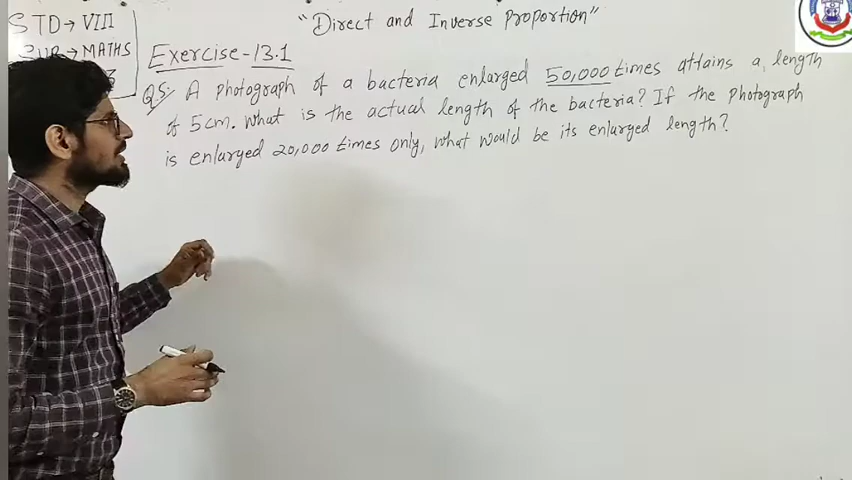 STD → VIII
"Direct and Inverse Proportion"
SUB → MATHS
Exercise-13.1
Q.5:- A photograph of a bacteria enlarged 50,000 times attains a length
of 5cm. What is the actual length of the bacteria? If the photograph
is enlarged 20,000 times only, what would be its enlarged length?